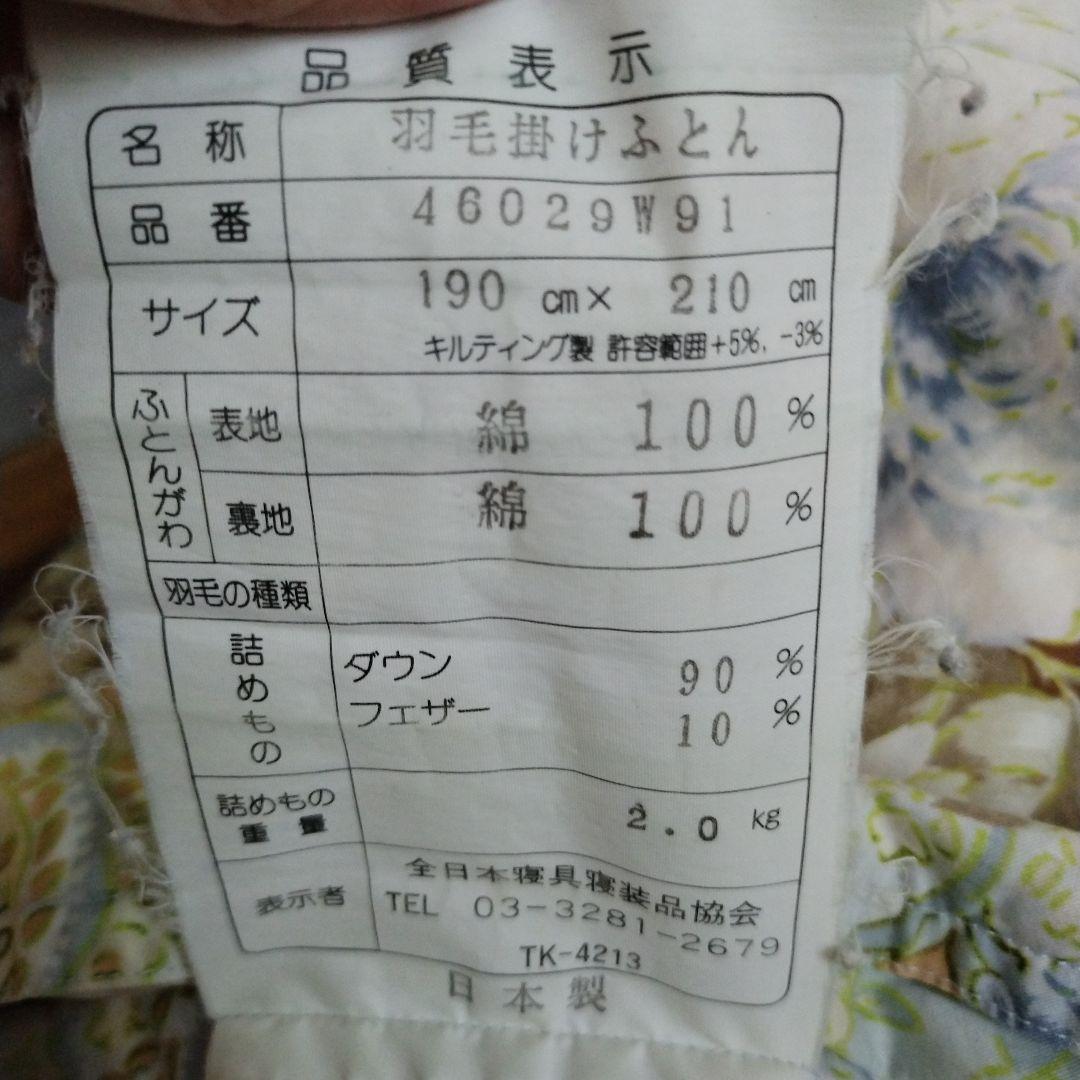 品質表示
名称 羽毛掛けふとん
品番 46029W91
サイズ 190 cm× 210 cm
キルティング製 許容範囲+5%, -3%
ふとんがわ
表地 綿 100 %
裏地 綿 100 %
羽毛の種類
詰めもの
ダウン 90 %
フェザー 10 %
詰めもの重量 2.0 kg
表示者
全日本寝具寝装品協会
TEL 03-3281-2679
TK-4213
日本製